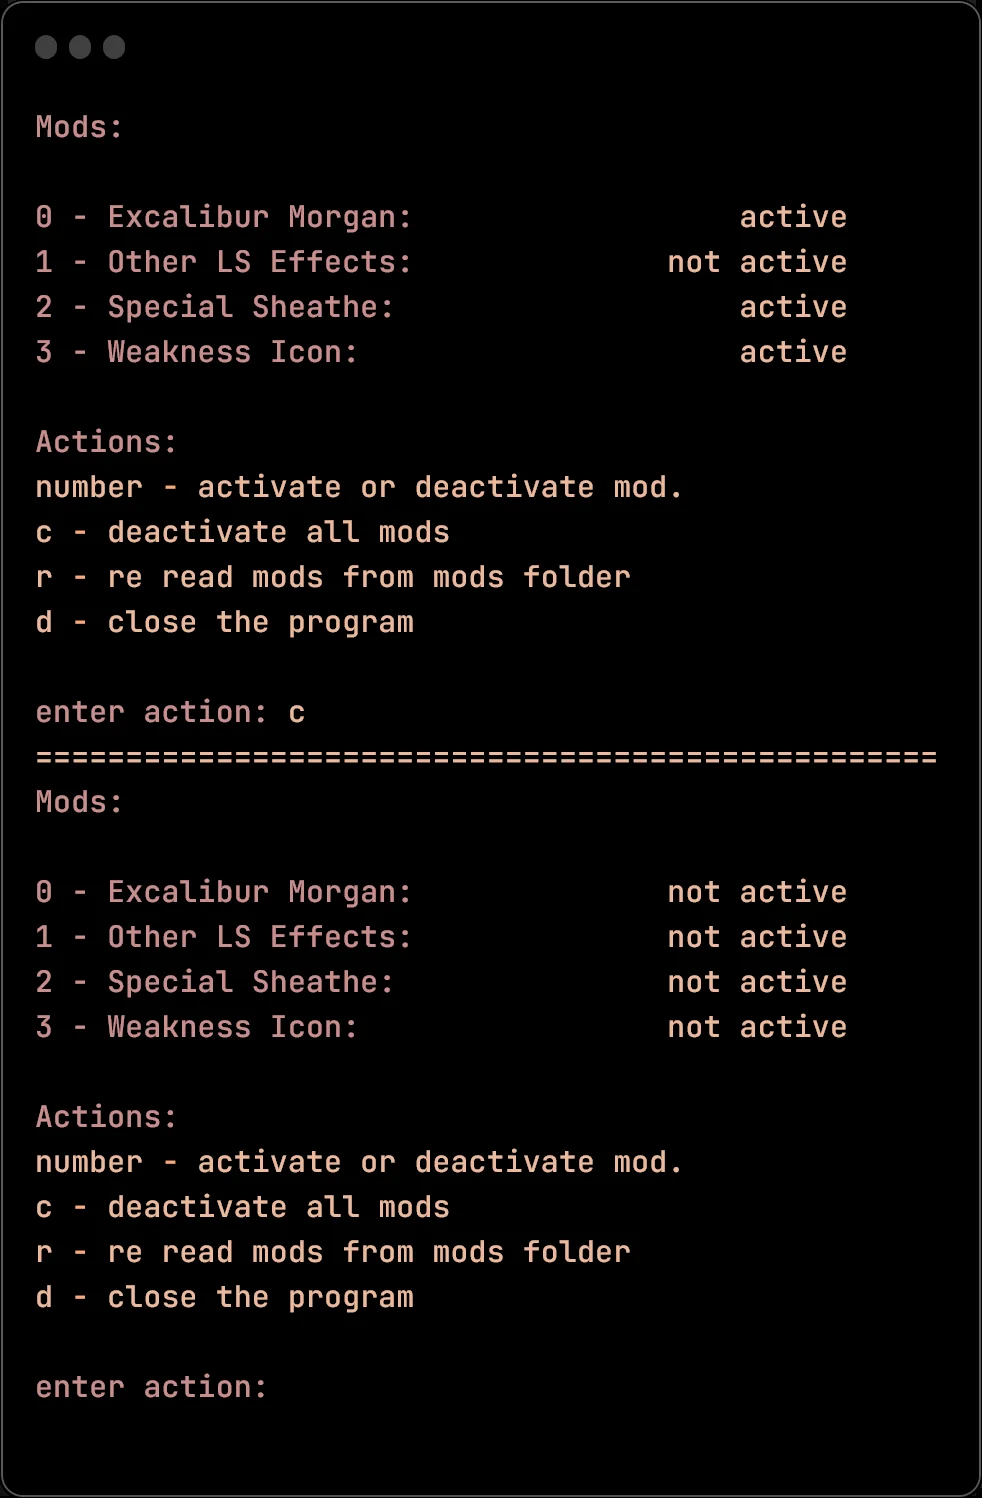 Mods:
0 - Excalibur Morgan: active
1 - Other LS Effects: not active
2 - Special Sheathe: active
3 - Weakness Icon: active
Actions:
number - activate or deactivate mod.
c - deactivate all mods
r - re read mods from mods folder
d - close the program
enter action: c
==================================================
Mods:
0 - Excalibur Morgan: not active
1 - Other LS Effects: not active
2 - Special Sheathe: not active
3 - Weakness Icon: not active
Actions:
number - activate or deactivate mod.
c - deactivate all mods
r - re read mods from mods folder
d - close the program
enter action: